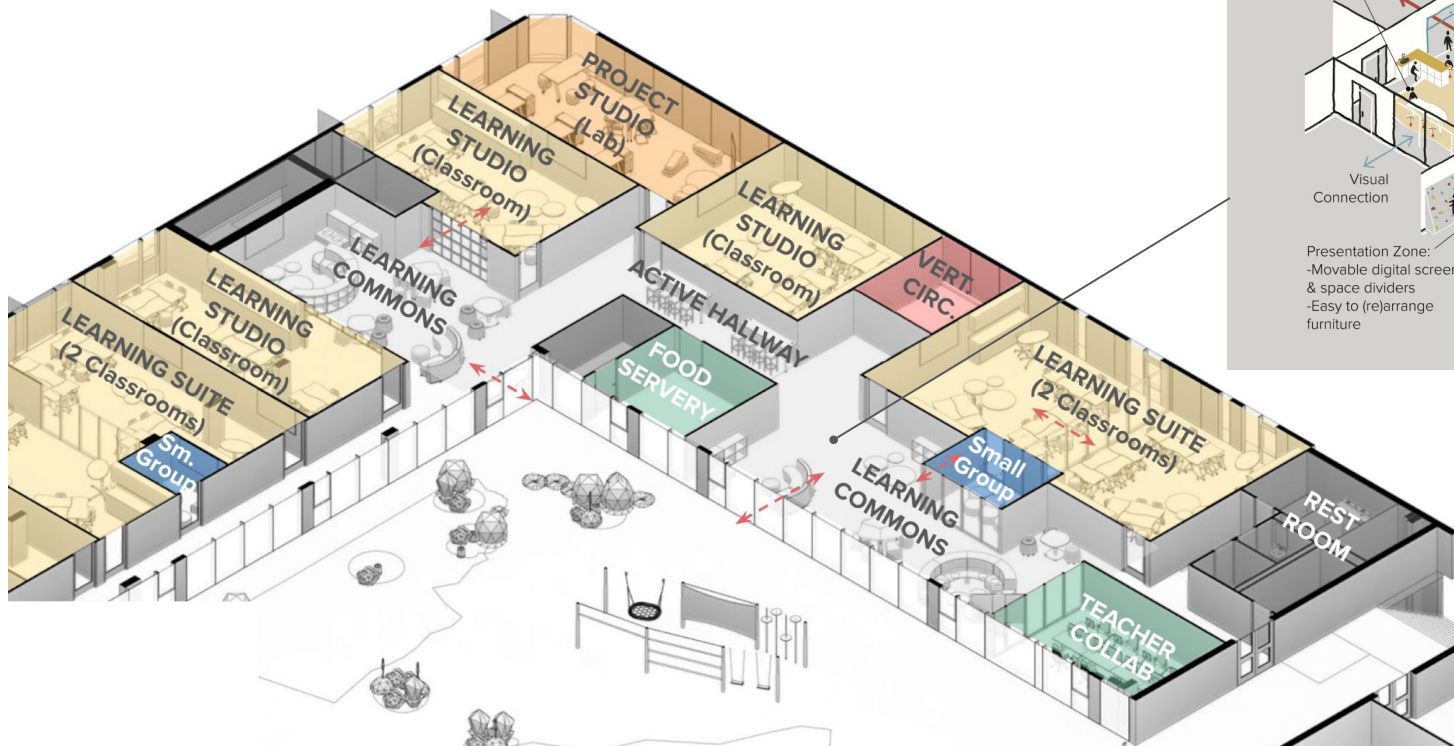 PROJECT
STUDIO
(Lab)
LEARNING
STUDIO
(Classroom)
LEARNING
STUDIO
(Classroom)
VERT.
CIRC.
LEARNING
COMMONS
ACTIVE HALLWAY
LEARNING
STUDIO
(Classroom)
LEARNING SUITE
(2 Classrooms)
Sm.
Group
FOOD
SERVERY
LEARNING SUITE
(2 Classrooms)
Small
Group
LEARNING
COMMONS
REST
ROOM
TEACHER
COLLAB
Visual
Connection
Presentation Zone:
-Movable digital screen
& space dividers
-Easy to (re)arrange
furniture